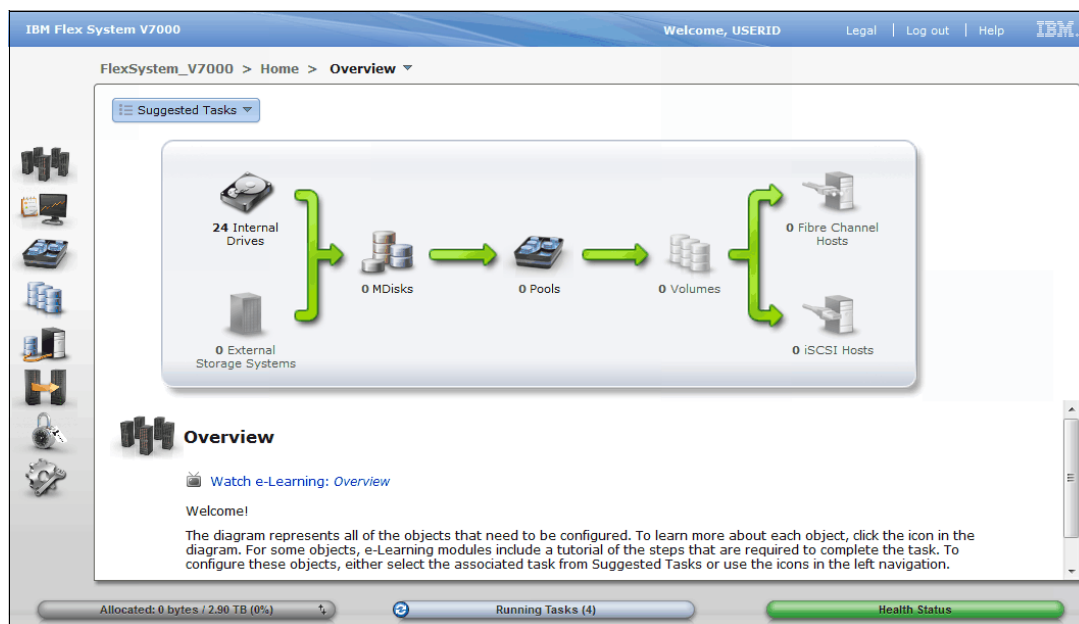 IBM Flex System V7000
Welcome, USERID
Legal | Log out | Help
IBM.
FlexSystem_V7000 > Home > Overview
Suggested Tasks
24 Internal
Drives
0 External
Storage Systems
0 MDisks
0 Pools
0 Volumes
0 Fibre Channel
Hosts
0 iSCSI Hosts
Overview
Watch e-Learning: Overview
Welcome!
The diagram represents all of the objects that need to be configured. To learn more about each object, click the icon in the
diagram. For some objects, e-Learning modules include a tutorial of the steps that are required to complete the task. To
configure these objects, either select the associated task from Suggested Tasks or use the icons in the left navigation.
Allocated: 0 bytes / 2.90 TB (0%)
Running Tasks (4)
Health Status